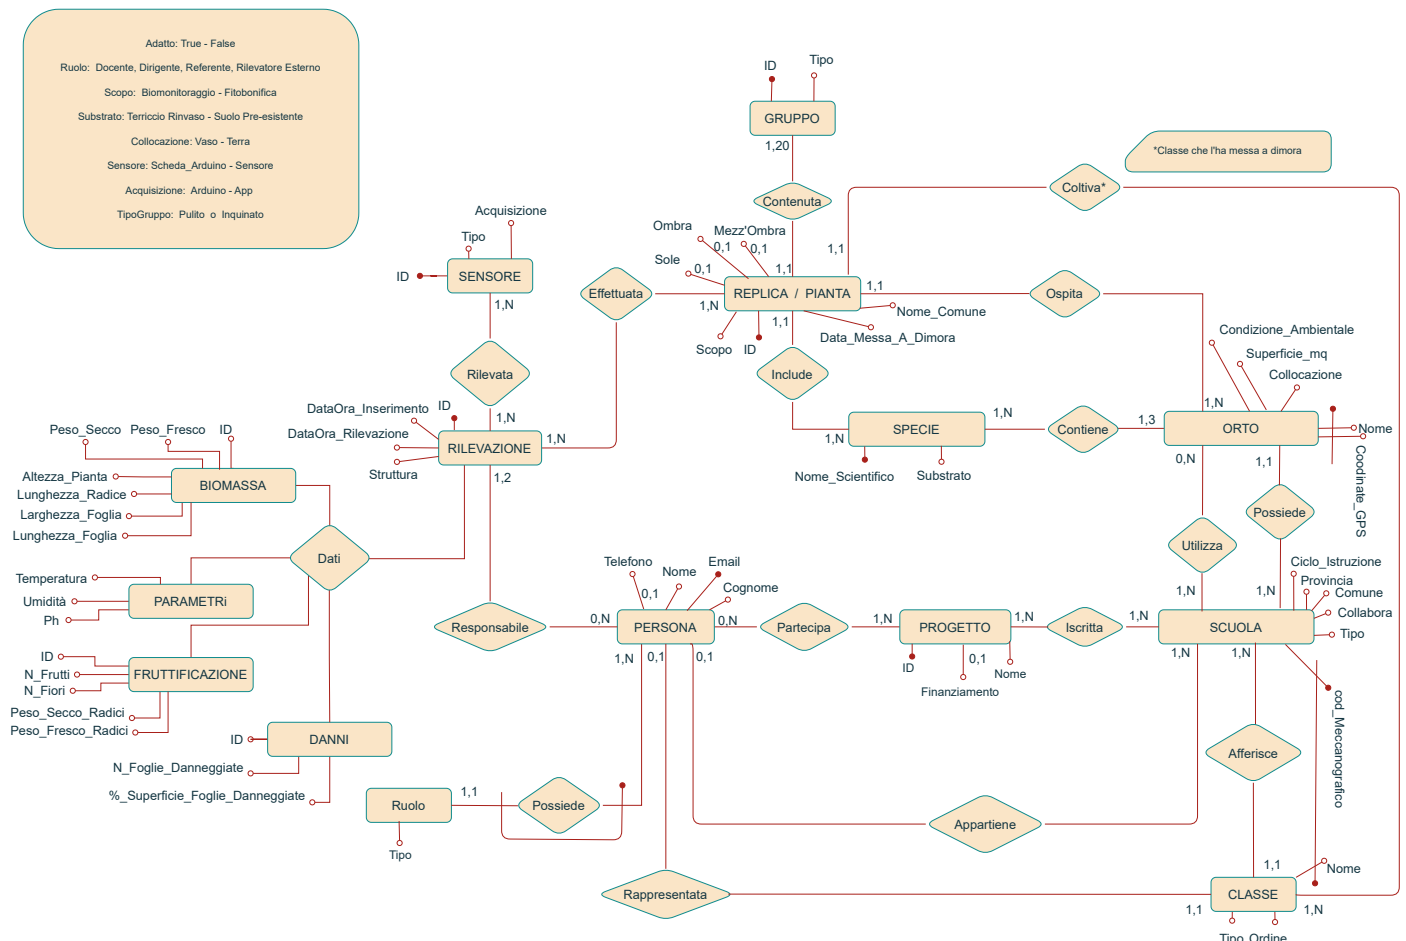 Adatto: True - False
Ruolo: Docente, Dirigente, Referente, Rilevatore Esterno
Scopo: Biomonitoraggio - Fitobonifica
Substrato: Terriccio Rinvaso - Suolo Pre-esistente
Collocazione: Vaso - Terra
Sensore: Scheda_Arduino - Sensore
Acquisizione: Arduino - App
TipoGruppo: Pulito o Inquinato
ID
Tipo
GRUPPO
1,20
*Classe che l'ha messa a dimora
Coltiva*
Contenuta
Acquisizione
Tipo
ID
SENSORE
1,N
Ombra
0,1
Mezz'Ombra
0,1
Sole
0,1
1,1
1,1
Effettuata
1,N
REPLICA / PIANTA
1,1
Ospita
1,1
Nome_Comune
Data_Messa_A_Dimora
Scopo
ID
Condizione_Ambientale
Superficie_mq
Collocazione
Rilevata
Include
1,N
ID
DataOra_Inserimento
DataOra_Rilevazione
Struttura
RILEVAZIONE
1,N
1,2
1,N
SPECIE
1,N
Contiene
1,3
1,N
ORTO
Nome
Coodinate_GPS
0,N
1,1
Nome_Scientifico
Substrato
Peso_Secco
Peso_Fresco
ID
Altezza_Pianta
Lunghezza_Radice
Larghezza_Foglia
Lunghezza_Foglia
BIOMASSA
Possiede
Utilizza
Dati
Temperatura
Umidità
Ph
PARAMETRi
Telefono
0,1
Nome
Email
Cognome
Ciclo_Istruzione
Provincia
Comune
Collabora
Tipo
1,N
1,N
Responsabile
0,N
PERSONA
0,N
Partecipa
1,N
PROGETTO
1,N
Iscritta
1,N
SCUOLA
1,N
0,1
0,1
ID
0,1
Finanziamento
Nome
1,N
1,N
cod_Meccanografico
ID
N_Frutti
N_Fiori
Peso_Secco_Radici
Peso_Fresco_Radici
FRUTTIFICAZIONE
ID
DANNI
N_Foglie_Danneggiate
%_Superficie_Foglie_Danneggiate
Afferisce
Ruolo
1,1
Possiede
Tipo
Appartiene
1,1
Nome
Rappresentata
1,1
CLASSE
1,N
Tipo_Ordine